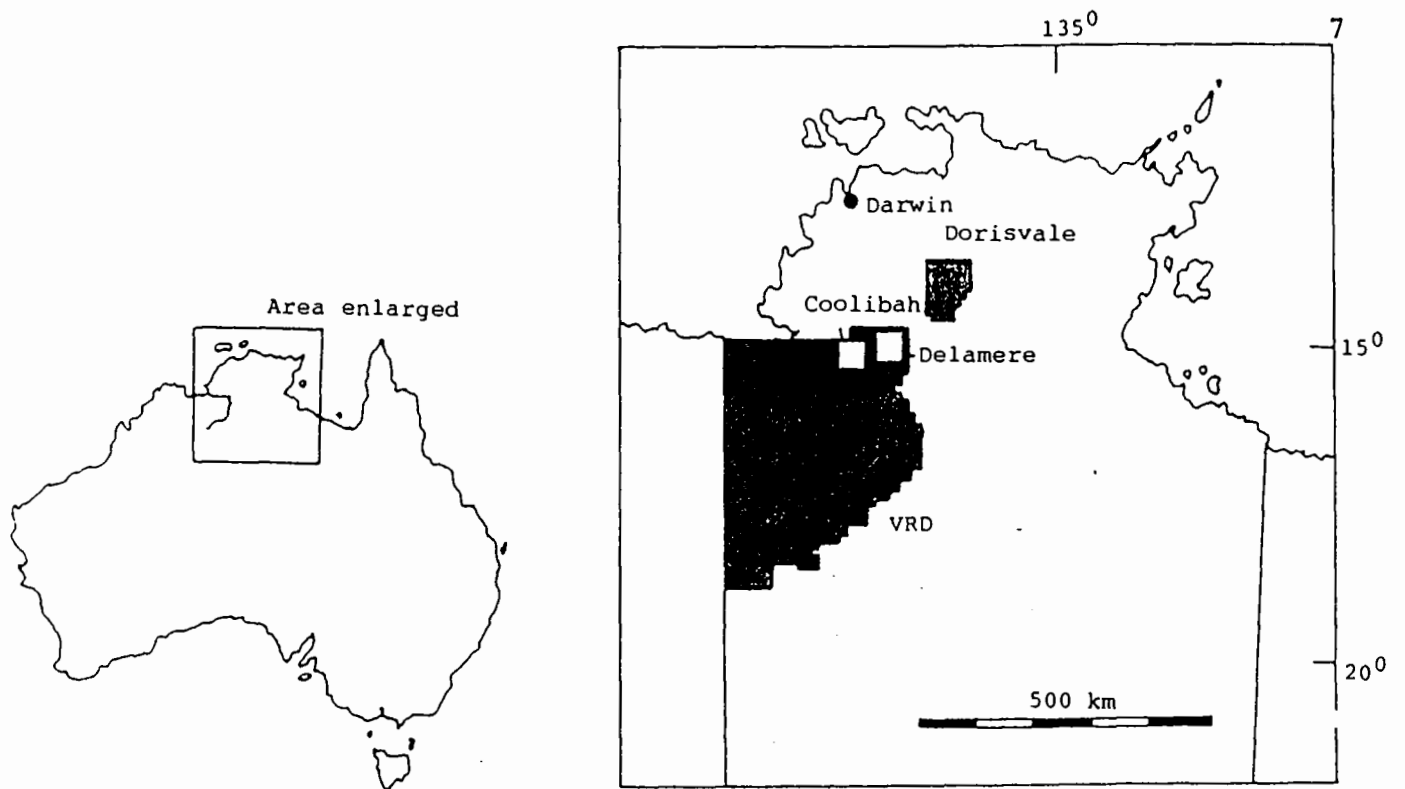 135⁰ 7
Darwin
Dorisvale
Area enlarged
Coolibah
Delamere
15⁰
VRD
20⁰
500 km